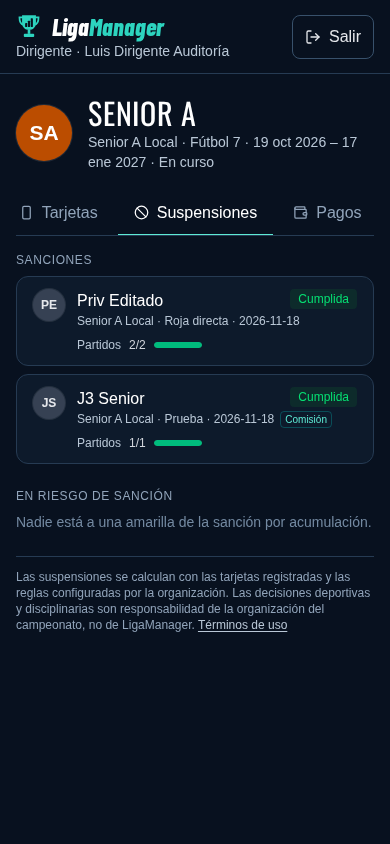 LigaManager
Dirigente · Luis Dirigente Auditoría
Salir
SA
SENIOR A
Senior A Local · Fútbol 7 · 19 oct 2026 – 17
ene 2027 · En curso
Tarjetas
Suspensiones
Pagos
SANCIONES
PE
Priv Editado
Cumplida
Senior A Local · Roja directa · 2026-11-18
Partidos 2/2
JS
J3 Senior
Cumplida
Senior A Local · Prueba · 2026-11-18 Comisión
Partidos 1/1
EN RIESGO DE SANCIÓN
Nadie está a una amarilla de la sanción por acumulación.
Las suspensiones se calculan con las tarjetas registradas y las
reglas configuradas por la organización. Las decisiones deportivas
y disciplinarias son responsabilidad de la organización del
campeonato, no de LigaManager. Términos de uso